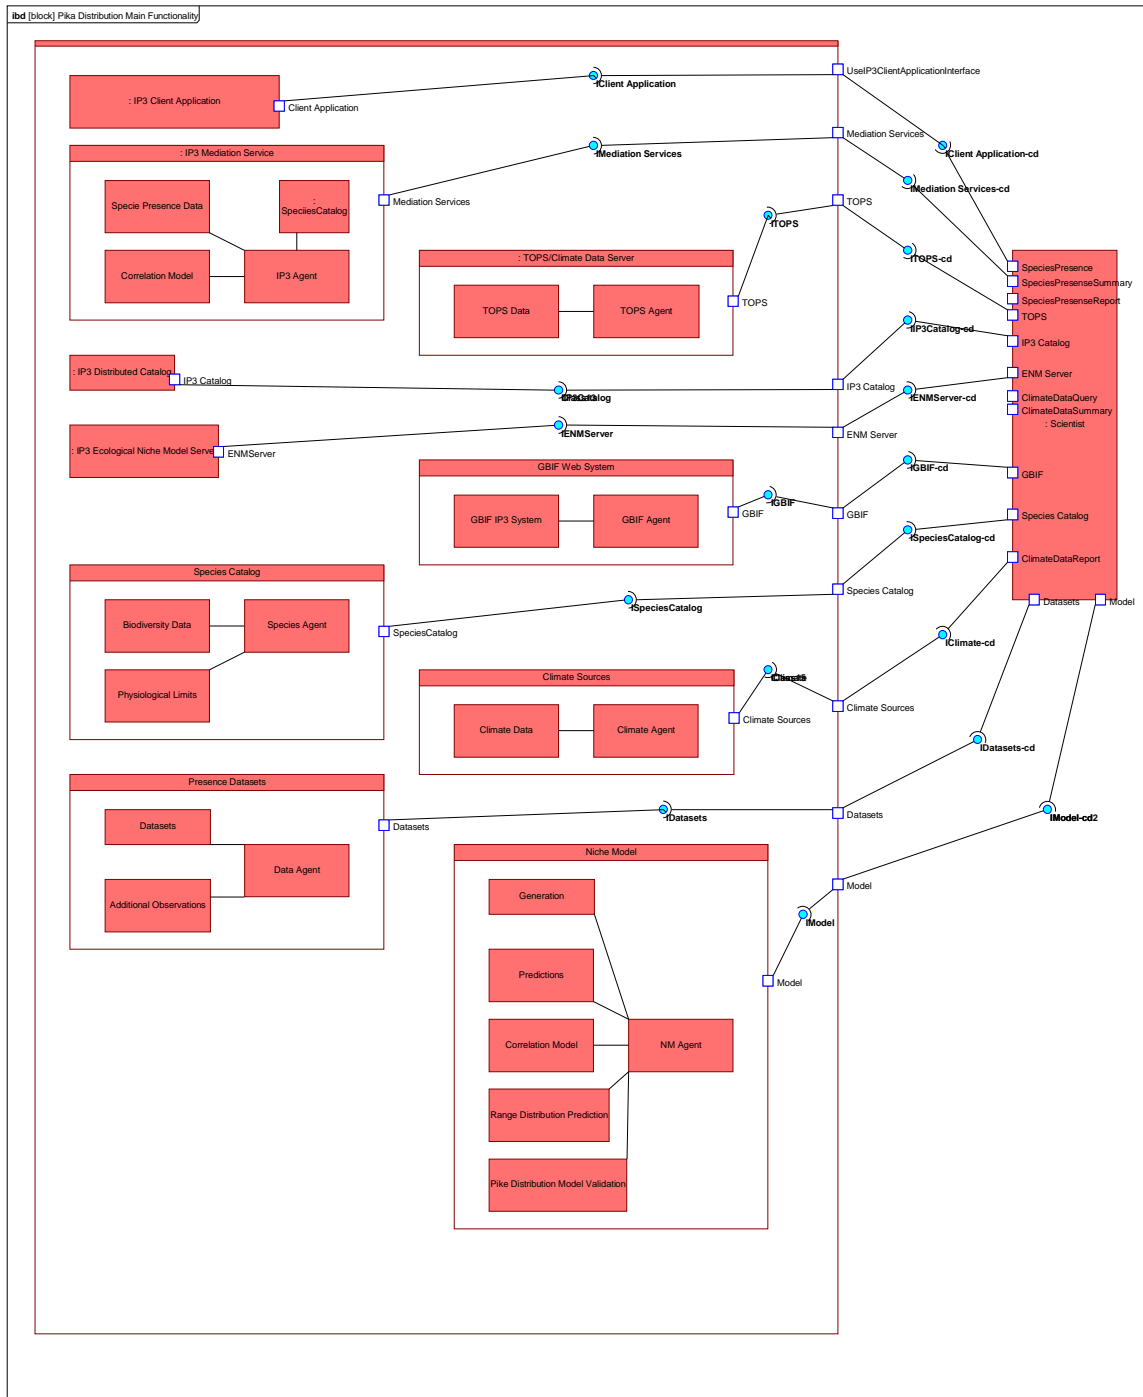 ibd [block] Pika Distribution Main Functionality
UseIP3ClientApplicationInterface
IClient Application
: IP3 Client Application
Client Application
Mediation Services
IMediation Services
IClient Application-cd
: IP3 Mediation Service
Specie Presence Data
:
SpeciiesCatalog
Mediation Services
IMediation Services-cd
TOPS
ITOPS
Correlation Model
IP3 Agent
: TOPS/Climate Data Server
ITOPS-cd
TOPS Data
TOPS Agent
TOPS
SpeciesPresence
SpeciesPresenseSummary
SpeciesPresenseReport
TOPS
IIP3Catalog-cd
IP3 Catalog
: IP3 Distributed Catalog
IP3 Catalog
IP3 Catalog
ENM Server
IENMServer-cd
ClimateDataQuery
ClimateDataSummary
: Scientist
IENMServer
ENM Server
: IP3 Ecological Niche Model Serve
ENMServer
GBIF Web System
IGBIF-cd
GBIF
IGBIF
GBIF IP3 System
GBIF Agent
GBIF
GBIF
Species Catalog
ISpeciesCatalog-cd
ClimateDataReport
Species Catalog
Species Catalog
ISpeciesCatalog
Datasets
Model
Biodiversity Data
Species Agent
SpeciesCatalog
IClimate-cd
Physiological Limits
Climate Sources
Climate Sources
Climate Data
Climate Agent
Climate Sources
IDatasets-cd
Presence Datasets
Datasets
Datasets
IDatasets
Datasets
IModel-cd2
Niche Model
Data Agent
Additional Observations
Generation
Model
IModel
Predictions
Model
Correlation Model
NM Agent
Range Distribution Prediction
Pike Distribution Model Validation